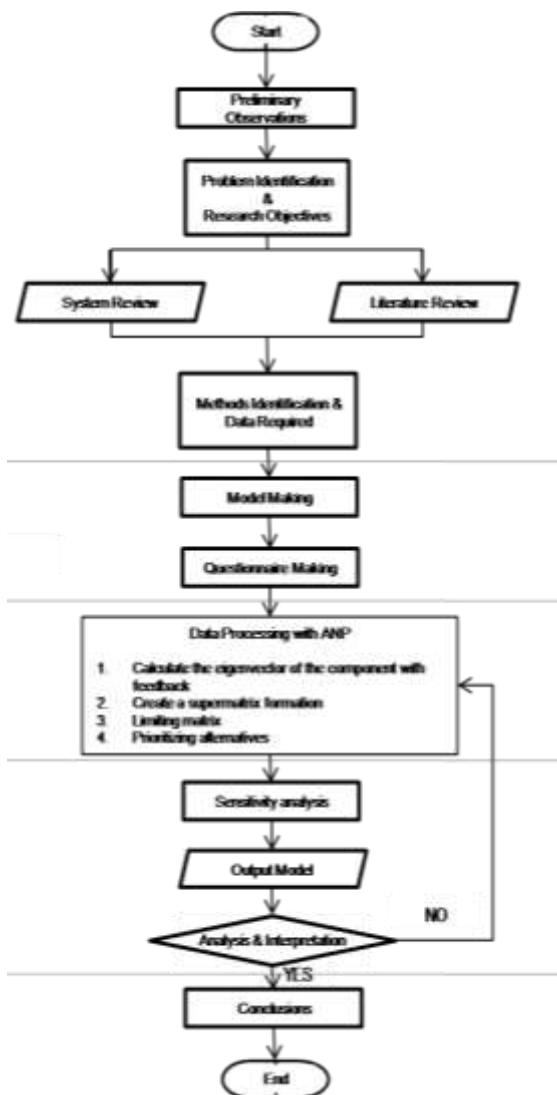 Start
Preliminary
Observations
Problem Identification
&
Research Objectives
System Review
Literature Review
Methods Identification &
Data Required
Model Making
Questionnaire Making
Data Processing with ANP
1. Calculate the eigenvector of the component with
feedback
2. Create a supermatrix formation
3. Limiting matrix
4. Prioritizing alternatives
Sensitivity analysis
Output Model
Analysis & Interpretation
NO
YES
Conclusions
End